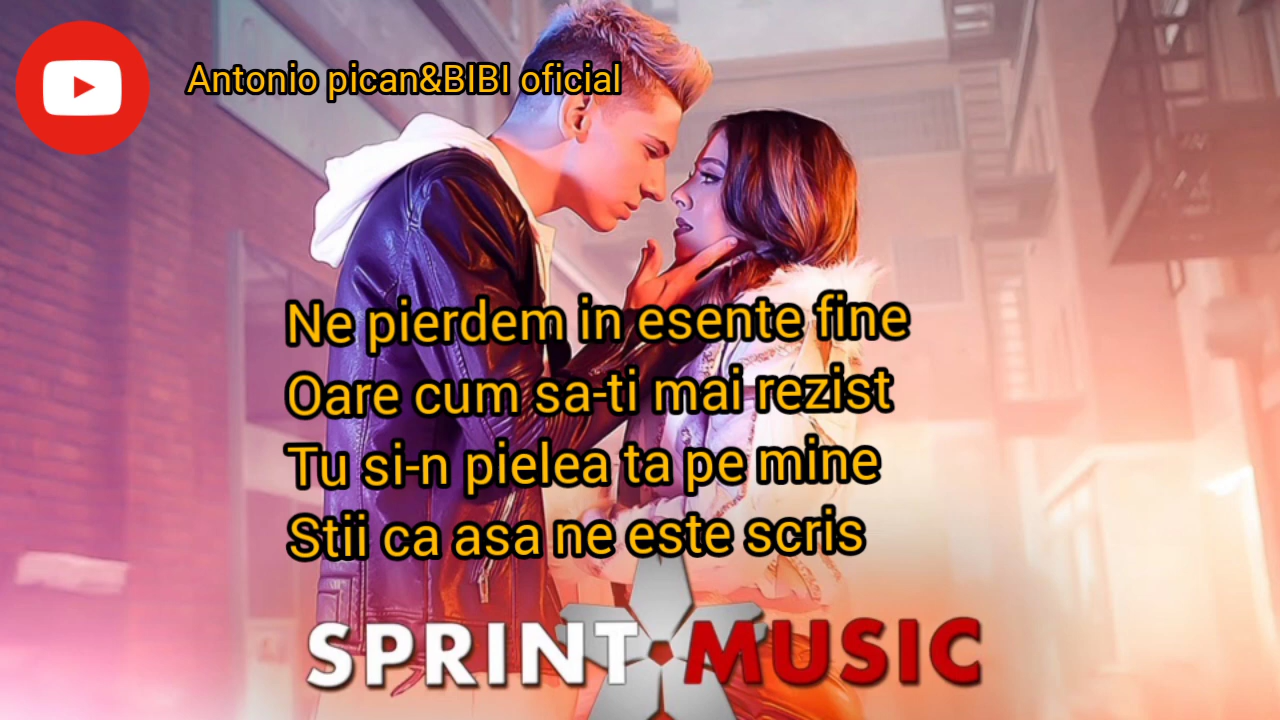 Antonio pican&BIBI oficial
Ne pierdem in esente fine
Oare cum sa-ti mai rezist
Tu si-n pielea ta pe mine
Stii ca asa ne este scris
SPRINT MUSIC